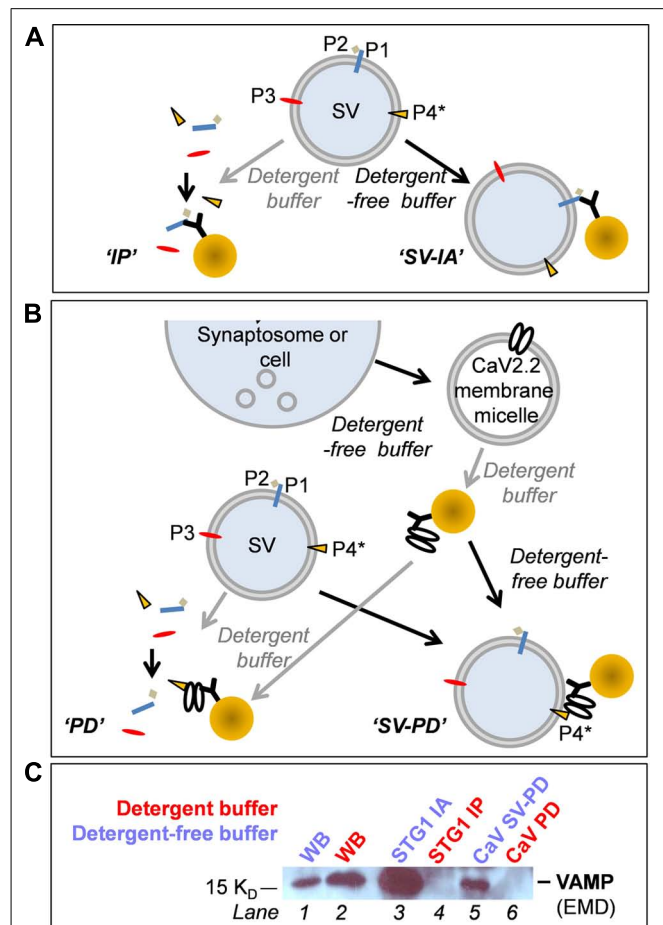 A
P2
P1
P3
SV
P4*
Detergent
buffer
Detergent
-free buffer
‘IP’
‘SV-IA’
B
Synaptosome or
cell
CaV2.2
membrane
micelle
Detergent
-free buffer
Detergent
buffer
P2
P1
P3
SV
P4*
Detergent-
free buffer
Detergent
buffer
‘PD’
‘SV-PD’
P4*
C
Detergent buffer
Detergent-free buffer
WB
WB
STG1 IA
STG1 IP
CaV SV-PD
CaV PD
15 KD—
– VAMP
(EMD)
Lane 1 2 3 4 5 6